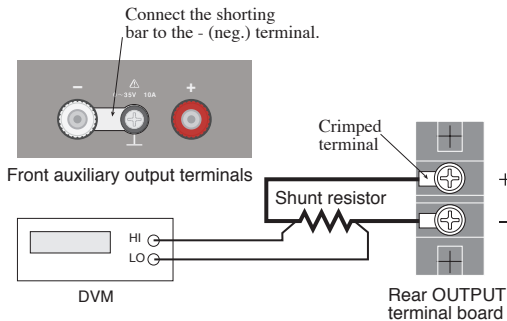 Connect the shorting
bar to the - (neg.) terminal.
−
0~35V 10A
+
Front auxiliary output terminals
Crimped
terminal
+
Shunt resistor
−
HI
LO
DVM
Rear OUTPUT
terminal board